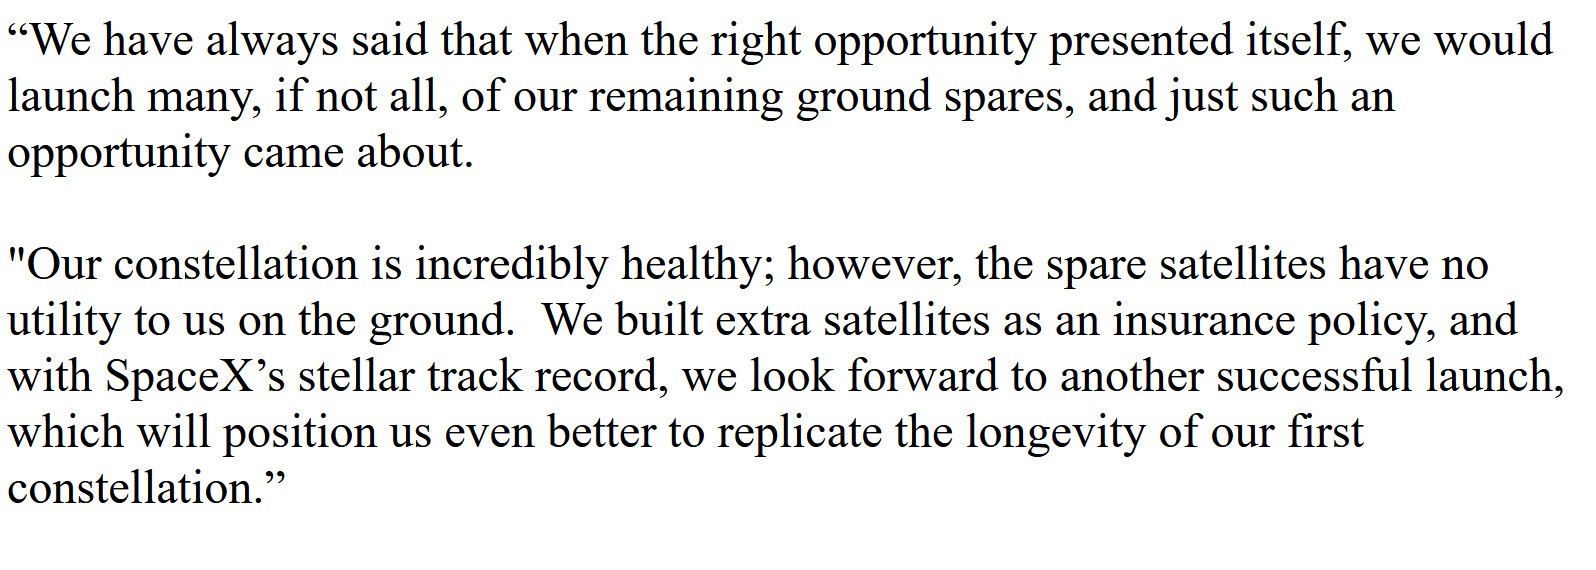 “We have always said that when the right opportunity presented itself, we would
launch many, if not all, of our remaining ground spares, and just such an
opportunity came about.
"Our constellation is incredibly healthy; however, the spare satellites have no
utility to us on the ground.  We built extra satellites as an insurance policy, and
with SpaceX’s stellar track record, we look forward to another successful launch,
which will position us even better to replicate the longevity of our first
constellation.”